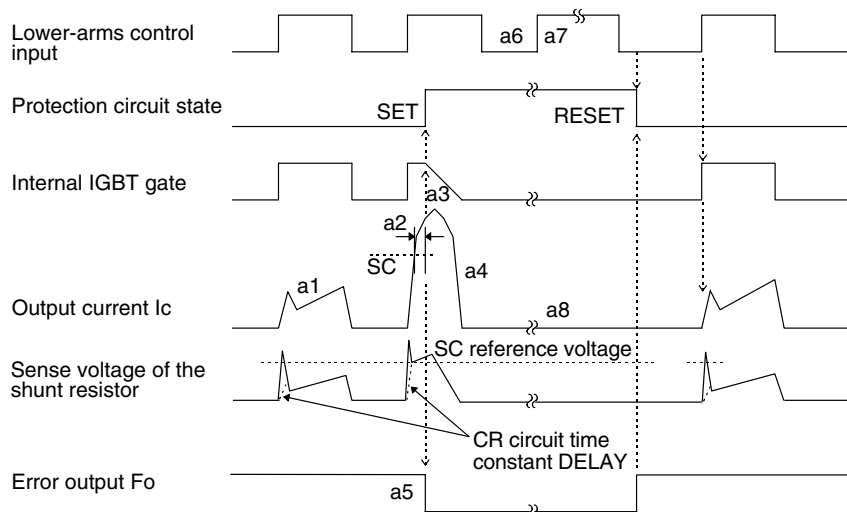 Lower-arms control
input
a6
a7
Protection circuit state
SET
RESET
Internal IGBT gate
a3
a2
SC
a4
Output current Ic
a1
a8
SC reference voltage
Sense voltage of the
shunt resistor
CR circuit time
constant DELAY
Error output Fo
a5